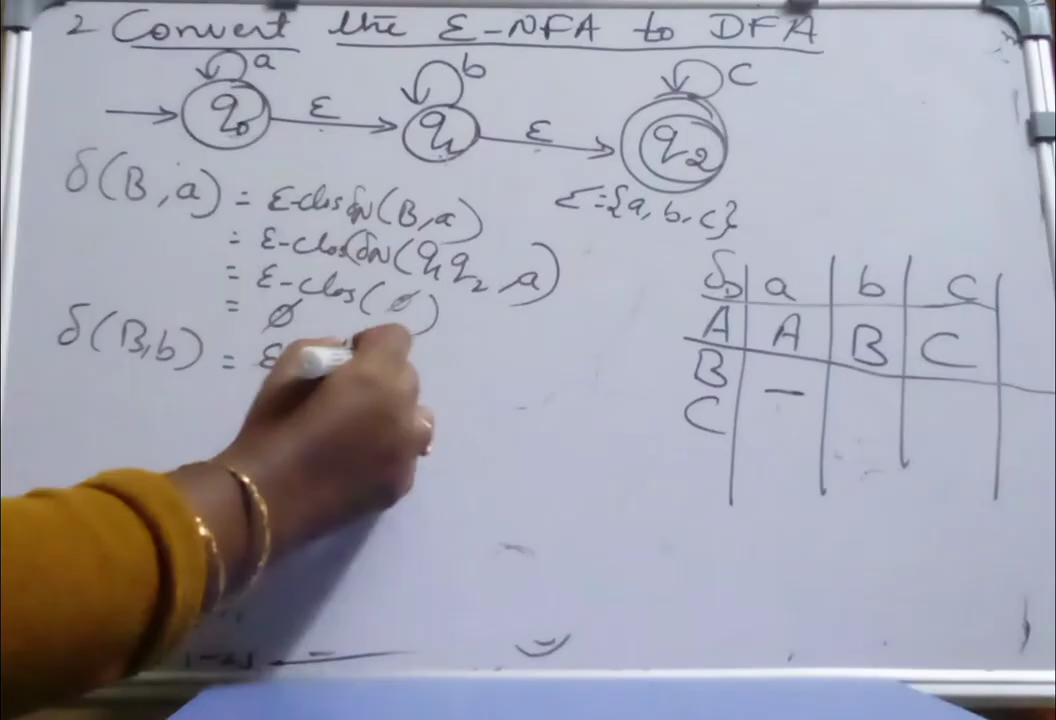 2 Convert the ε-NFA to DFA
a b c
q0 ε q1 ε q2
Σ={a, b, c}
δ(B, a) = ε-clos δN(B, a)
= ε-clos(δN(q1 q2, a)
= ε-clos(ø)
= ø
δ(B, b) = ε
δD a b c
A A B C
B —
C